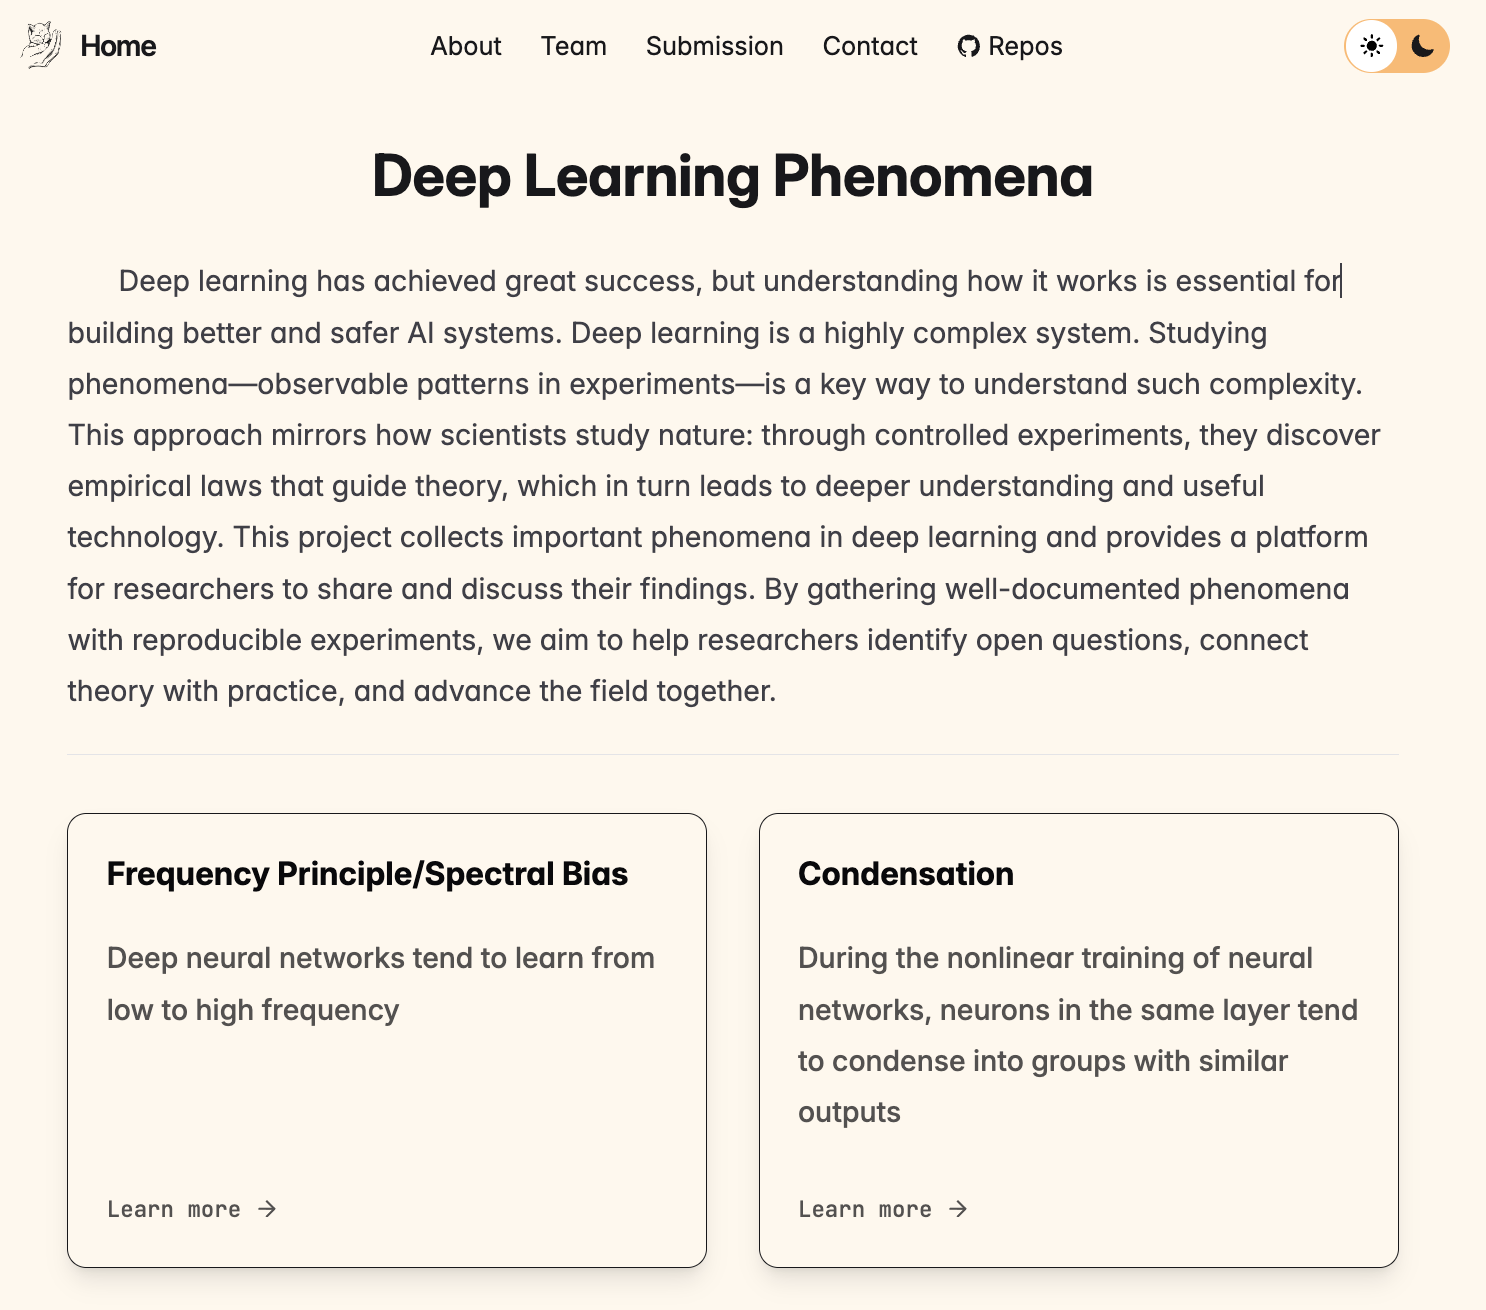 Home
About
Team
Submission
Contact
Repos
Deep Learning Phenomena
Deep learning has achieved great success, but understanding how it works is essential for
building better and safer AI systems. Deep learning is a highly complex system. Studying
phenomena—observable patterns in experiments—is a key way to understand such complexity.
This approach mirrors how scientists study nature: through controlled experiments, they discover
empirical laws that guide theory, which in turn leads to deeper understanding and useful
technology. This project collects important phenomena in deep learning and provides a platform
for researchers to share and discuss their findings. By gathering well-documented phenomena
with reproducible experiments, we aim to help researchers identify open questions, connect
theory with practice, and advance the field together.
Frequency Principle/Spectral Bias
Deep neural networks tend to learn from
low to high frequency
Learn more →
Condensation
During the nonlinear training of neural
networks, neurons in the same layer tend
to condense into groups with similar
outputs
Learn more →